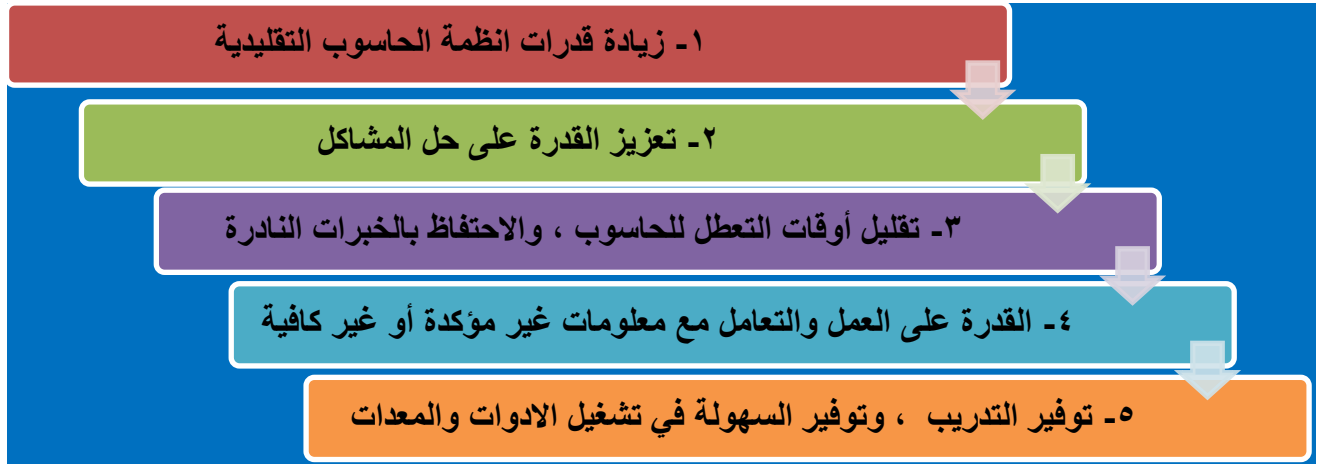 ١- زيادة قدرات انظمة الحاسوب التقليدية
٢- تعزيز القدرة على حل المشاكل
٣- تقليل أوقات التعطل للحاسوب ، والاحتفاظ بالخبرات النادرة
٤- القدرة على العمل والتعامل مع معلومات غير مؤكدة أو غير كافية
٥- توفير التدريب ، وتوفير السهولة في تشغيل الادوات والمعدات